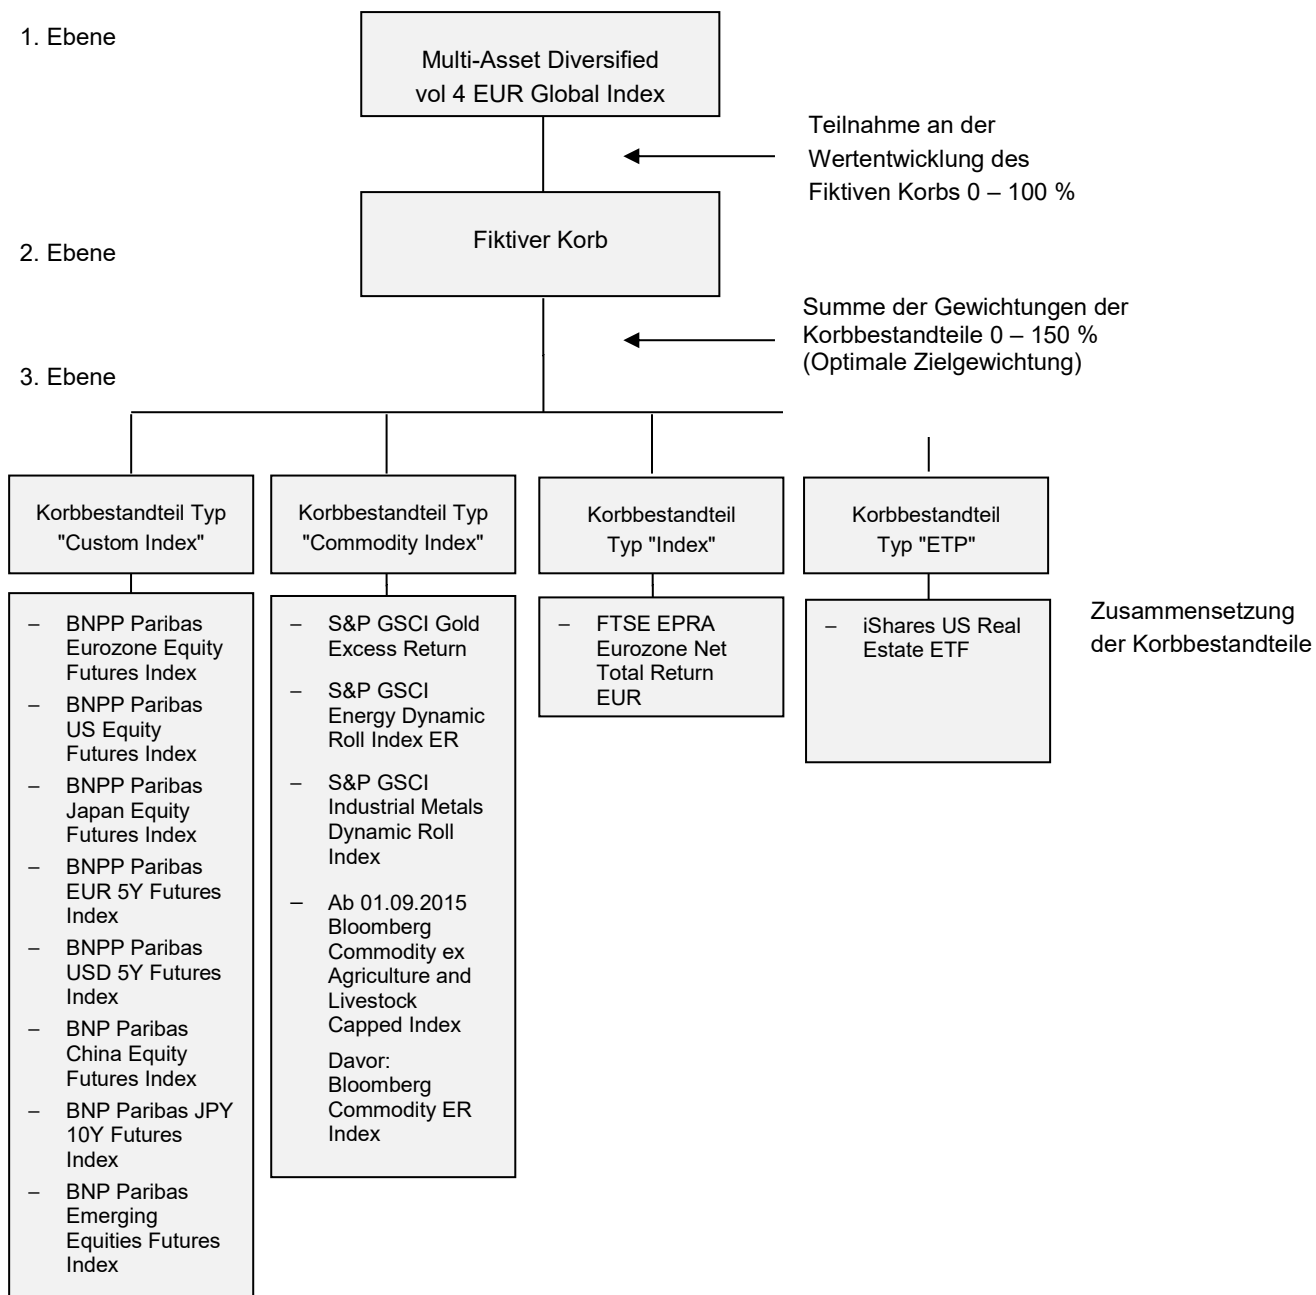 1. Ebene
Multi-Asset Diversified
vol 4 EUR Global Index
Teilnahme an der
Wertentwicklung des
Fiktiven Korbs 0 – 100 %
2. Ebene
Fiktiver Korb
Summe der Gewichtungen der
Korbbestandteile 0 – 150 %
(Optimale Zielgewichtung)
3. Ebene
Korbbestandteil Typ
"Custom Index"
Korbbestandteil Typ
"Commodity Index"
Korbbestandteil
Typ "Index"
Korbbestandteil
Typ "ETP"
– BNPP Paribas
Eurozone Equity
Futures Index
– BNPP Paribas
US Equity
Futures Index
– BNPP Paribas
Japan Equity
Futures Index
– BNPP Paribas
EUR 5Y Futures
Index
– BNPP Paribas
USD 5Y Futures
Index
– BNP Paribas
China Equity
Futures Index
– BNP Paribas JPY
10Y Futures
Index
– BNP Paribas
Emerging
Equities Futures
Index
– S&P GSCI Gold
Excess Return
– S&P GSCI
Energy Dynamic
Roll Index ER
– S&P GSCI
Industrial Metals
Dynamic Roll
Index
– Ab 01.09.2015
Bloomberg
Commodity ex
Agriculture and
Livestock
Capped Index
Davor:
Bloomberg
Commodity ER
Index
– FTSE EPRA
Eurozone Net
Total Return
EUR
– iShares US Real
Estate ETF
Zusammensetzung
der Korbbestandteile